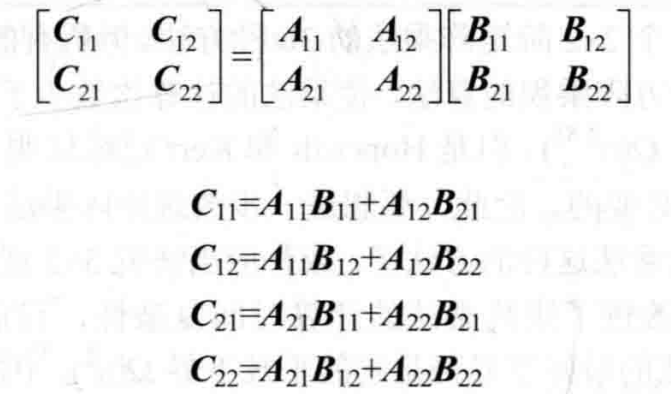 [C₁₁ C₁₂] = [A₁₁ A₁₂] [B₁₁ B₁₂]
[C₂₁ C₂₂] [A₂₁ A₂₂] [B₂₁ B₂₂]
C₁₁=A₁₁B₁₁+A₁₂B₂₁
C₁₂=A₁₁B₁₂+A₁₂B₂₂
C₂₁=A₂₁B₁₁+A₂₂B₂₁
C₂₂=A₂₁B₁₂+A₂₂B₂₂